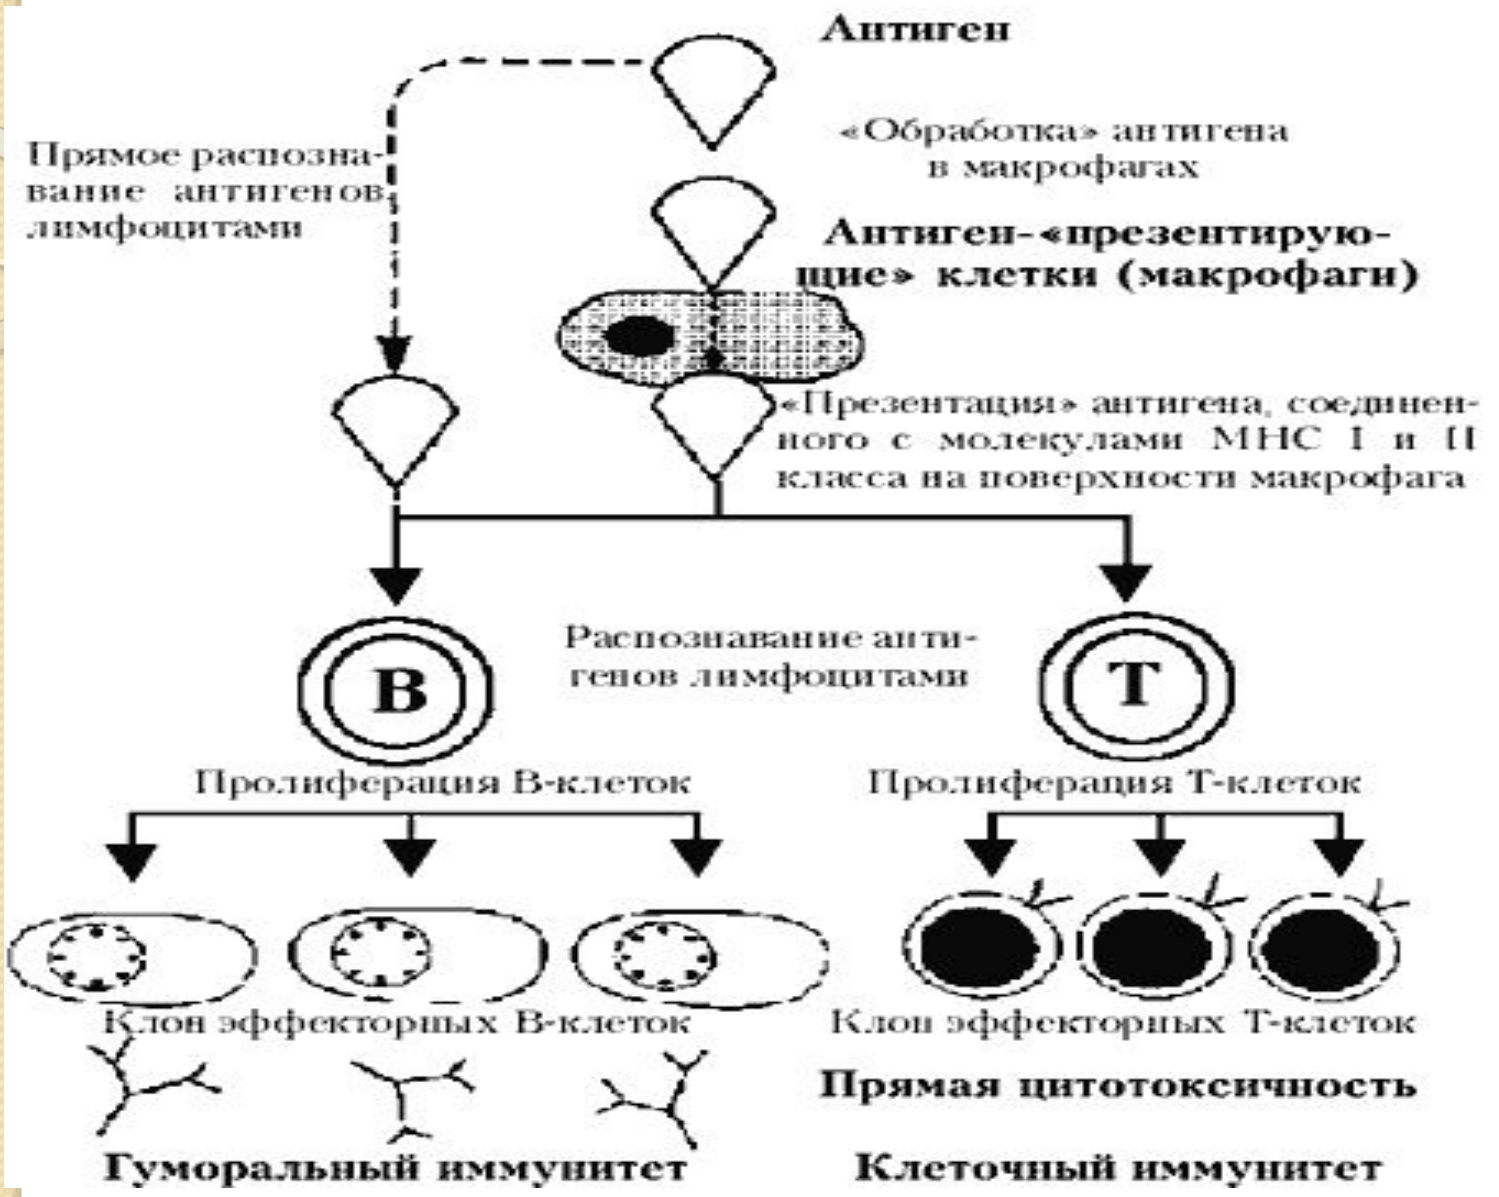 Антиген
«Обработка» антигена
в макрофагах
Прямое распозна-
вание антигенов
лимфоцитами
Антиген-«презентирую-
щие» клетки (макрофаги)
«Презентация» антигена, соединен-
ного с молекулами МНС I и II
класса на поверхности макрофага
В
Распознавание анти-
генов лимфоцитами
Т
Пролиферация В-клеток
Пролиферация Т-клеток
Клон эффекторных В-клеток
Клон эффекторных Т-клеток
Прямая цитотоксичность
Гуморальный иммунитет
Клеточный иммунитет